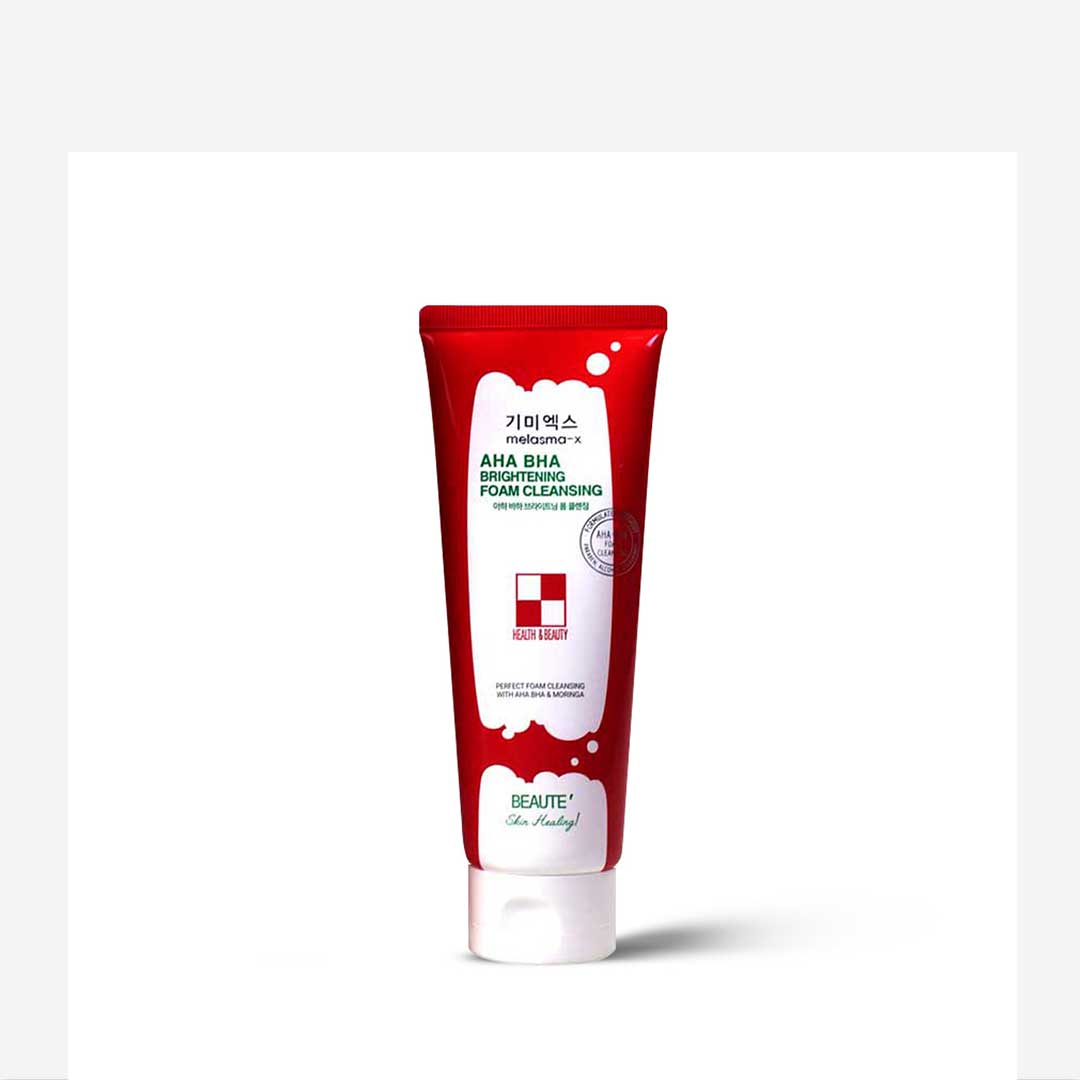 기미엑스
melasma-x
AHA BHA
BRIGHTENING
FOAM CLEANSING
아하 바하 브라이트닝 폼 클렌징
HEALTH & BEAUTY
PERFECT FOAM CLEANSING
WITH AHA BHA & MORINGA
BEAUTE'
Skin Healing!